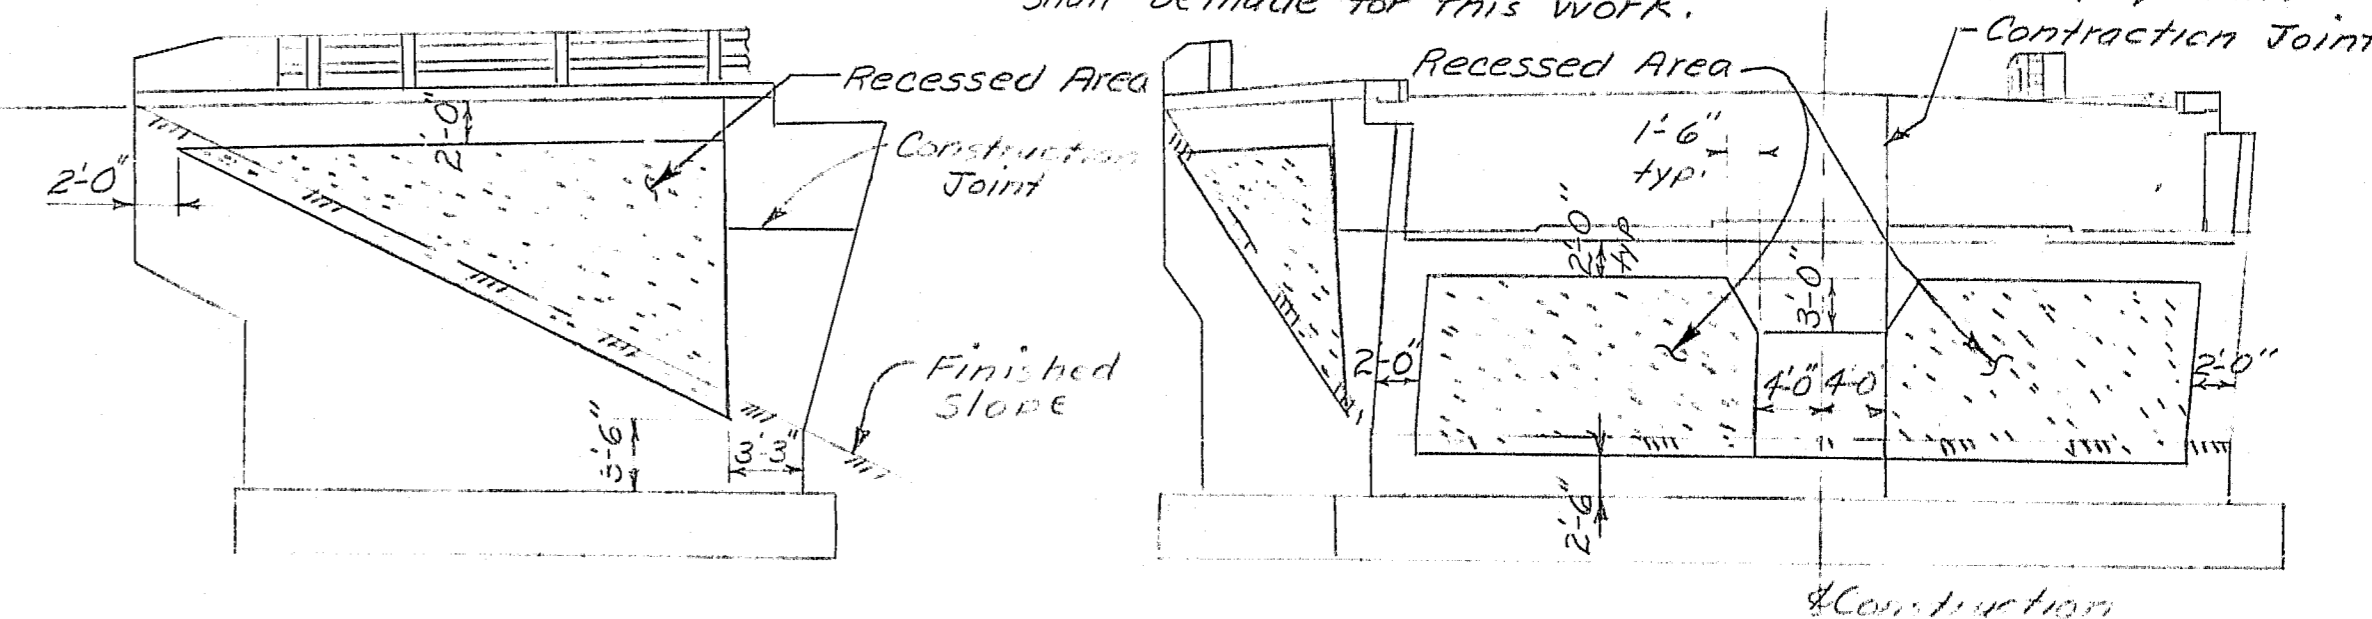 shall be made for this work.
Contraction Joint
Recessed Area
Recessed Area
2'-0"
1'-6"
typ.
Construction
Joint
2'-0"
2'-0"
typ
3'-0"
2'-0"
4'-0" 4'-0"
2'-0"
Finished
Slope
3'-3"
2'-6"
℄ Construction